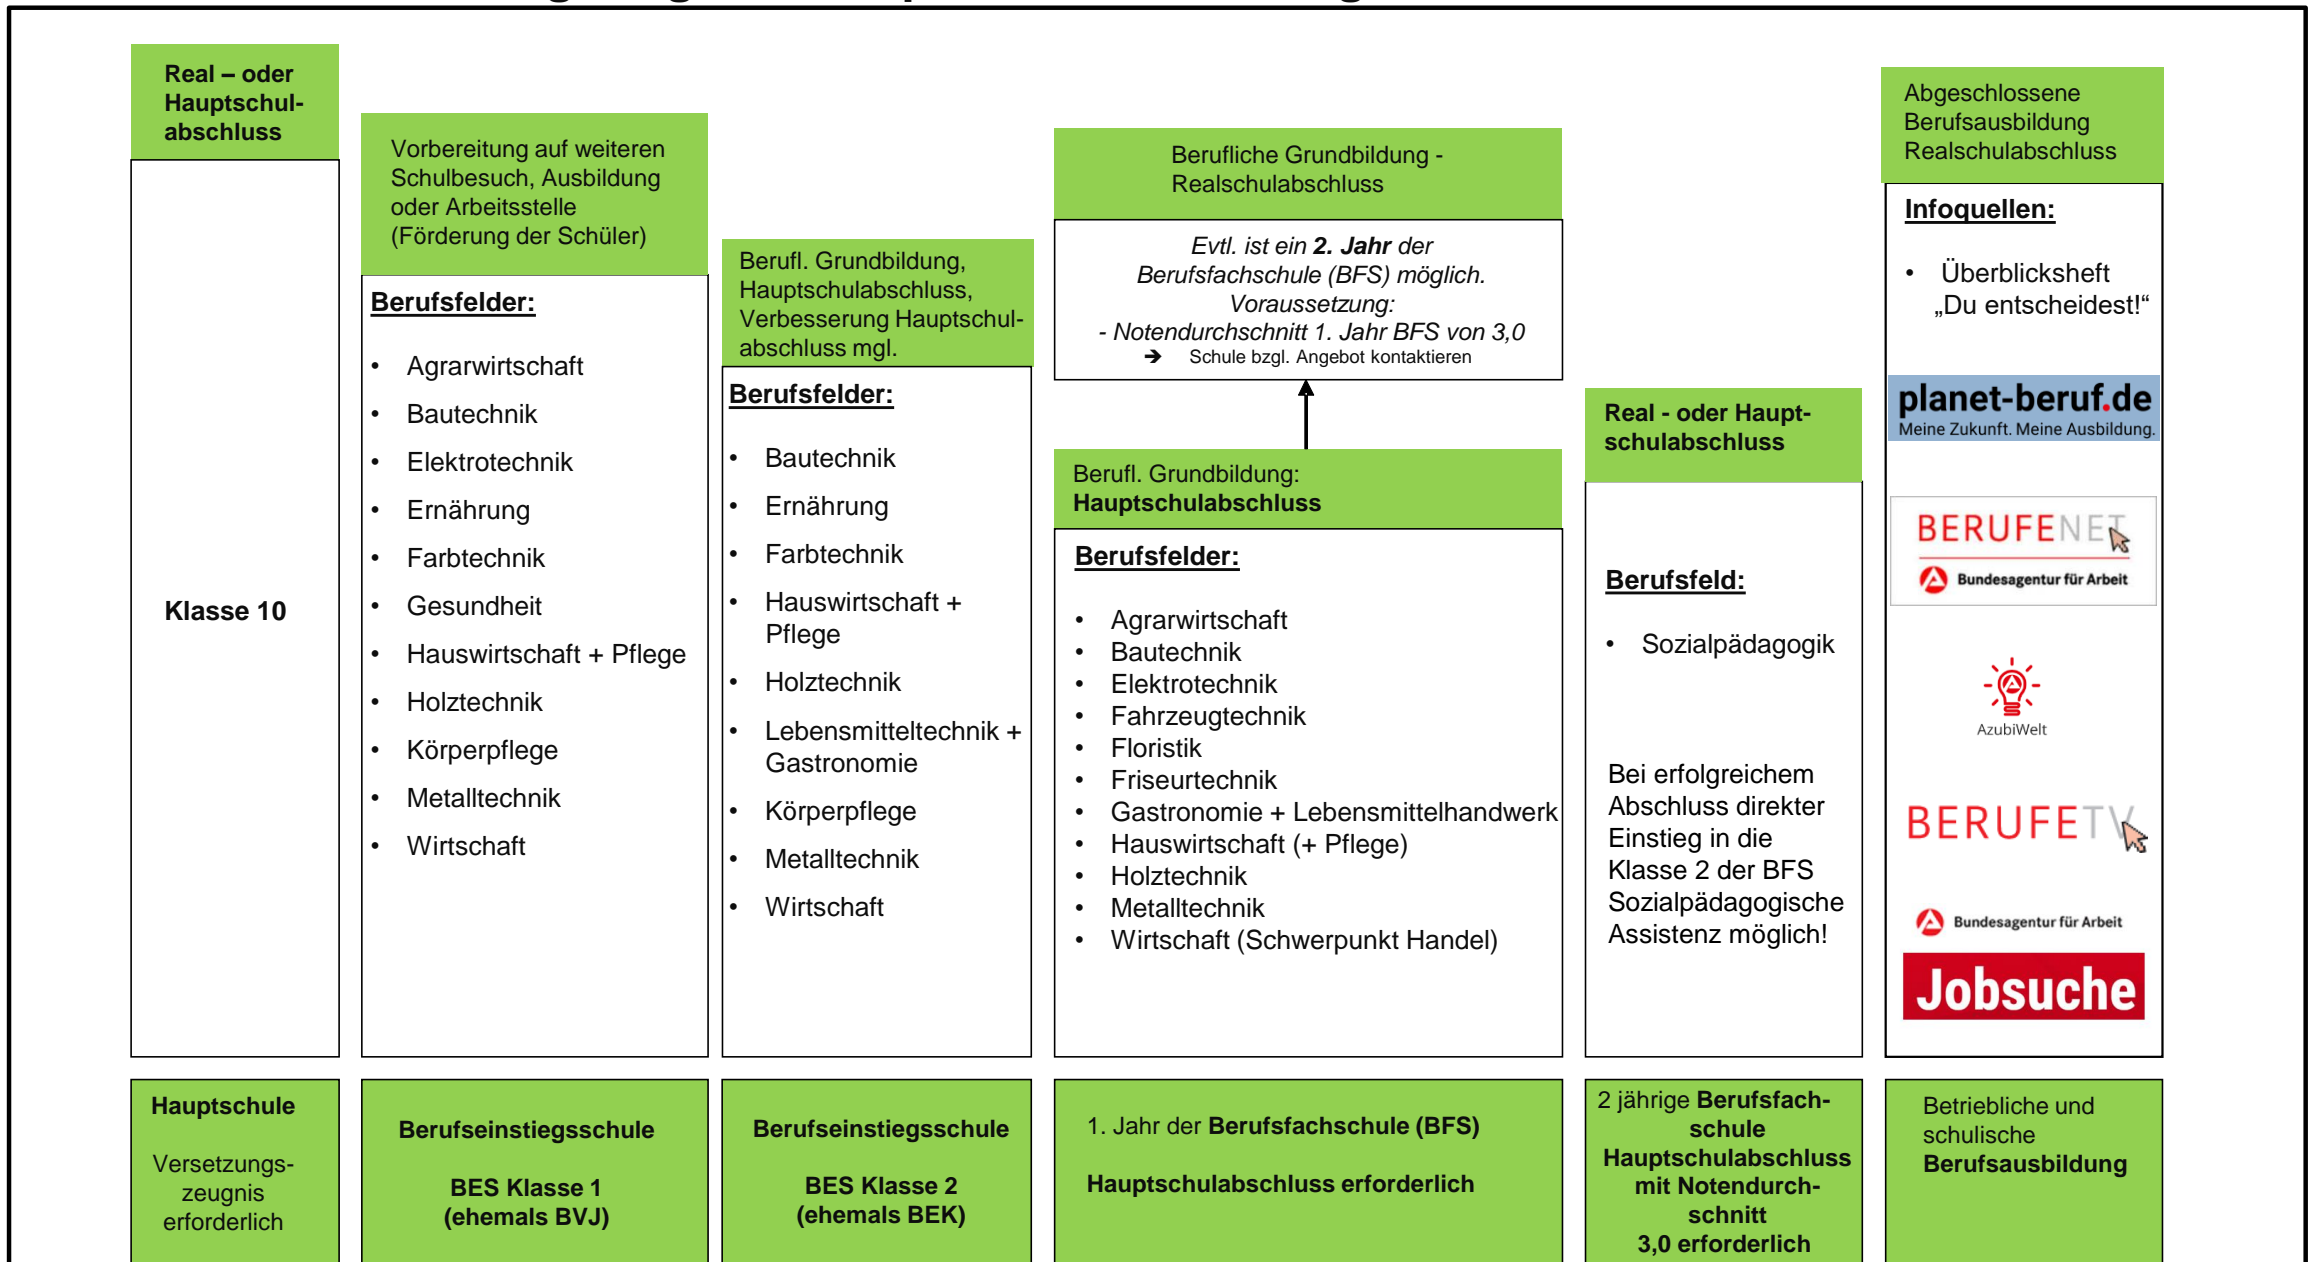 Real – oder
Hauptschul-
abschluss
Klasse 10
Hauptschule
Versetzungs-
zeugnis
erforderlich
Vorbereitung auf weiteren
Schulbesuch, Ausbildung
oder Arbeitsstelle
(Förderung der Schüler)
Berufsfelder:
• Agrarwirtschaft
• Bautechnik
• Elektrotechnik
• Ernährung
• Farbtechnik
• Gesundheit
• Hauswirtschaft + Pflege
• Holztechnik
• Körperpflege
• Metalltechnik
• Wirtschaft
Berufseinstiegsschule
BES Klasse 1
(ehemals BVJ)
Berufl. Grundbildung,
Hauptschulabschluss,
Verbesserung Hauptschul-
abschluss mgl.
Berufsfelder:
• Bautechnik
• Ernährung
• Farbtechnik
• Hauswirtschaft +
Pflege
• Holztechnik
• Lebensmitteltechnik +
Gastronomie
• Körperpflege
• Metalltechnik
• Wirtschaft
Berufseinstiegsschule
BES Klasse 2
(ehemals BEK)
Berufliche Grundbildung -
Realschulabschluss
Evtl. ist ein 2. Jahr der
Berufsfachschule (BFS) möglich.
Voraussetzung:
- Notendurchschnitt 1. Jahr BFS von 3,0
➔ Schule bzgl. Angebot kontaktieren
Berufl. Grundbildung:
Hauptschulabschluss
Berufsfelder:
• Agrarwirtschaft
• Bautechnik
• Elektrotechnik
• Fahrzeugtechnik
• Floristik
• Friseurtechnik
• Gastronomie + Lebensmittelhandwerk
• Hauswirtschaft (+ Pflege)
• Holztechnik
• Metalltechnik
• Wirtschaft (Schwerpunkt Handel)
1. Jahr der Berufsfachschule (BFS)
Hauptschulabschluss erforderlich
Real - oder Haupt-
schulabschluss
Berufsfeld:
• Sozialpädagogik
Bei erfolgreichem
Abschluss direkter
Einstieg in die
Klasse 2 der BFS
Sozialpädagogische
Assistenz möglich!
2 jährige Berufsfach-
schule
Hauptschulabschluss
mit Notendurch-
schnitt
3,0 erforderlich
Abgeschlossene
Berufsausbildung
Realschulabschluss
Infoquellen:
• Überblicksheft
„Du entscheidest!“
planet-beruf.de
Meine Zukunft. Meine Ausbildung.
BERUFENET
Bundesagentur für Arbeit
AzubiWelt
BERUFETV
Bundesagentur für Arbeit
Jobsuche
Betriebliche und
schulische
Berufsausbildung